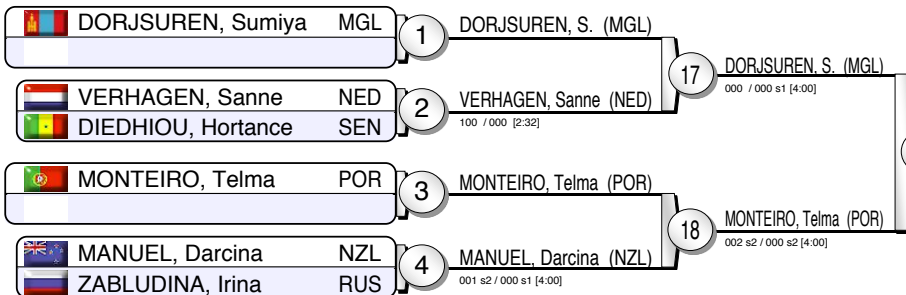 DORJSUREN, Sumiya MGL
1
DORJSUREN, S. (MGL)
17
DORJSUREN, S. (MGL)
000 / 000 s1 [4:00]
VERHAGEN, Sanne NED
DIEDHIOU, Hortance SEN
2
VERHAGEN, Sanne (NED)
100 / 000 [2:32]
MONTEIRO, Telma POR
3
MONTEIRO, Telma (POR)
18
MONTEIRO, Telma (POR)
002 s2 / 000 s2 [4:00]
MANUEL, Darcina NZL
ZABLUDINA, Irina RUS
4
MANUEL, Darcina (NZL)
001 s2 / 000 s1 [4:00]